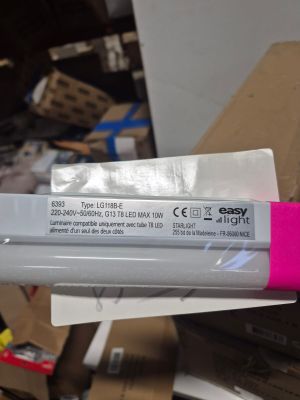 6393 Type: LG118B-E
220-240V~50/60Hz, G13 T8 LED MAX 10W
Luminaire compatible uniquement avec tube T8 LED
alimenté d'un seul des deux côtés
CE
easy
light
STARLIGHT
255 bd de la Madeleine - FR-06000 NICE